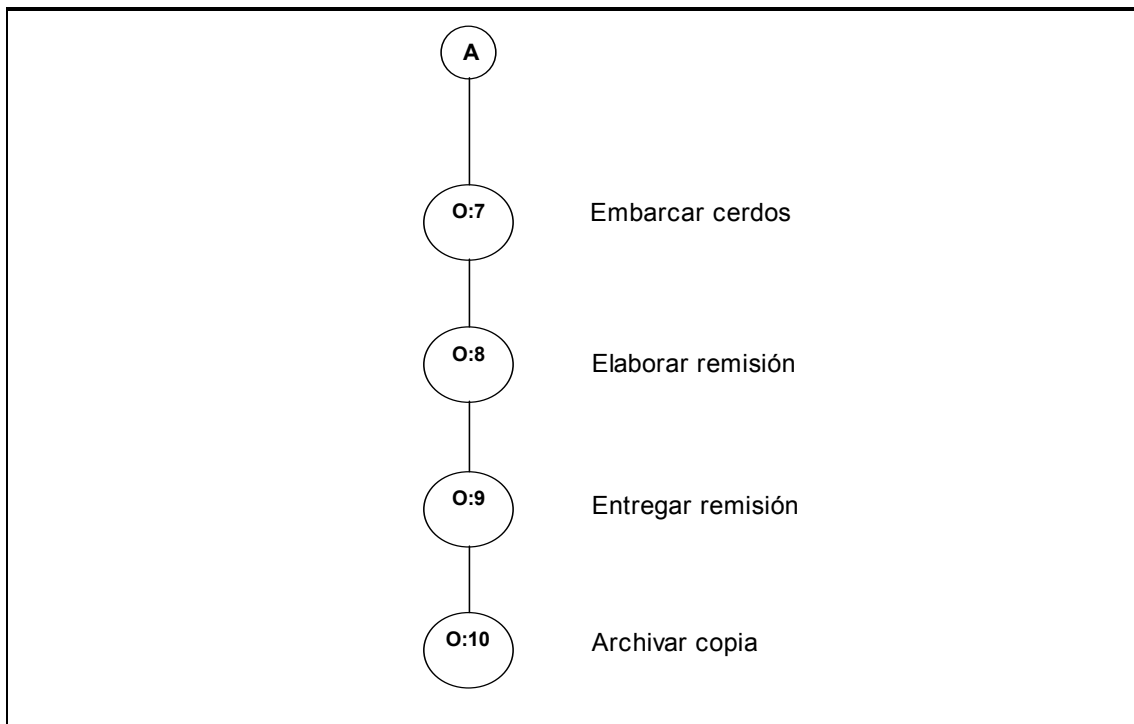 A
O:7 Embarcar cerdos
O:8 Elaborar remisión
O:9 Entregar remisión
O:10 Archivar copia